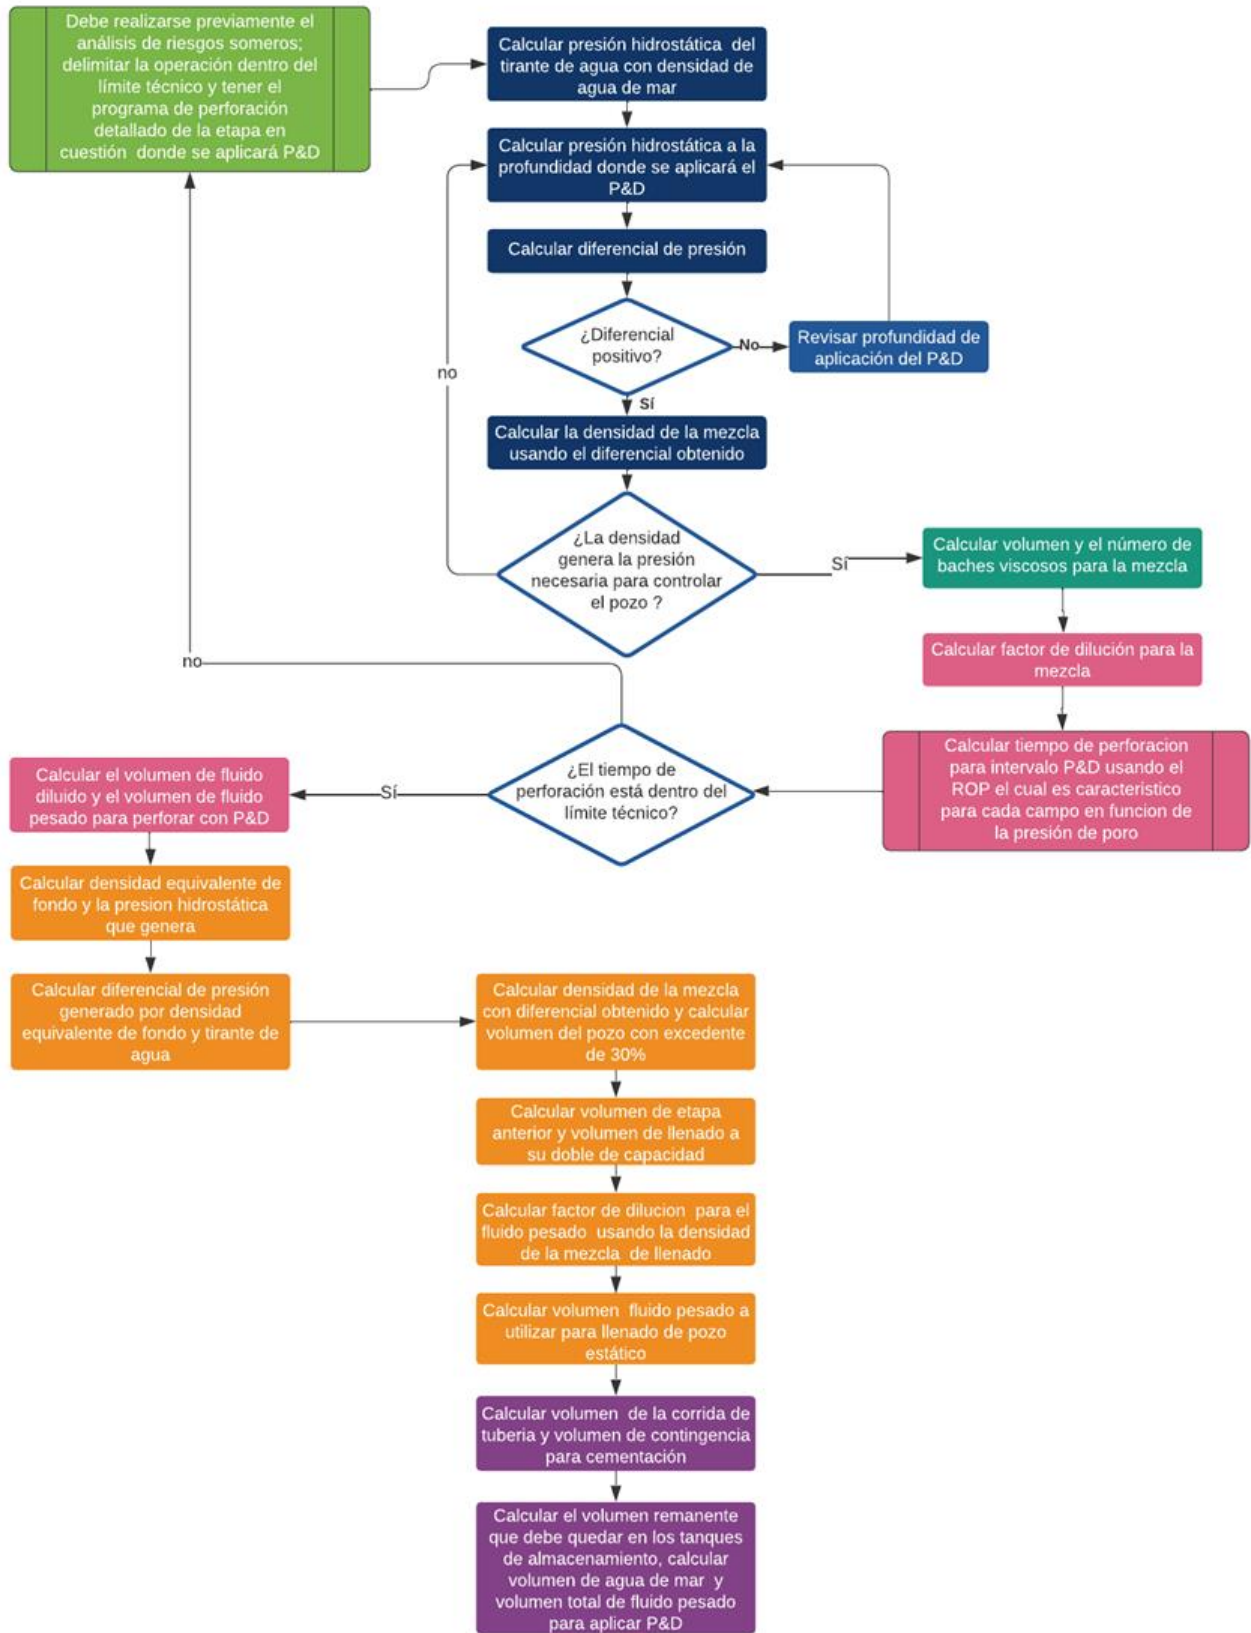 Debe realizarse previamente el
análisis de riesgos someros;
delimitar la operación dentro del
límite técnico y tener el
programa de perforación
detallado de la etapa en
cuestión donde se aplicará P&D
Calcular presión hidrostática del
tirante de agua con densidad de
agua de mar
Calcular presión hidrostática a la
profundidad donde se aplicará el
P&D
Calcular diferencial de presión
¿Diferencial
positivo?
No
Revisar profundidad de
aplicación del P&D
no
Sí
Calcular la densidad de la mezcla
usando el diferencial obtenido
¿La densidad
genera la presión
necesaria para controlar
el pozo ?
Sí
Calcular volumen y el número de
baches viscosos para la mezcla
Calcular factor de dilución para la
mezcla
Calcular tiempo de perforacion
para intervalo P&D usando el
ROP el cual es caracteristico
para cada campo en funcion de
la presión de poro
no
¿El tiempo de
perforación está dentro del
límite técnico?
Sí
Calcular el volumen de fluido
diluido y el volumen de fluido
pesado para perforar con P&D
Calcular densidad equivalente de
fondo y la presion hidrostática
que genera
Calcular diferencial de presión
generado por densidad
equivalente de fondo y tirante de
agua
Calcular densidad de la mezcla
con diferencial obtenido y calcular
volumen del pozo con excedente
de 30%
Calcular volumen de etapa
anterior y volumen de llenado a
su doble de capacidad
Calcular factor de dilucion para el
fluido pesado usando la densidad
de la mezcla de llenado
Calcular volumen fluido pesado a
utilizar para llenado de pozo
estático
Calcular volumen de la corrida de
tuberia y volumen de contingencia
para cementación
Calcular el volumen remanente
que debe quedar en los tanques
de almacenamiento, calcular
volumen de agua de mar y
volumen total de fluido pesado
para aplicar P&D